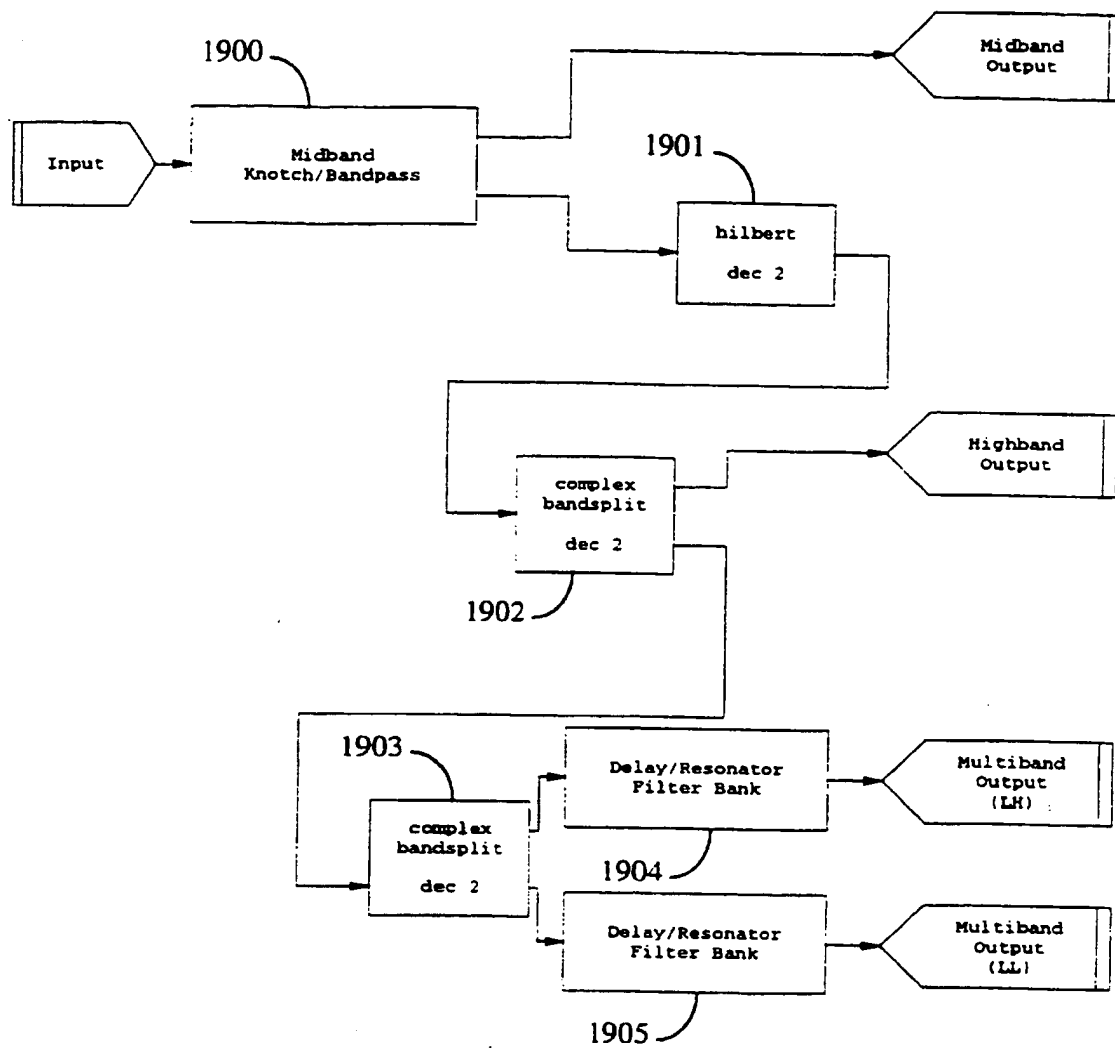 1900
Midband
Output
Input
Midband
Knotch/Bandpass
1901
hilbert
dec 2
Highband
Output
complex
bandsplit
dec 2
1902
1903
Delay/Resonator
Filter Bank
Multiband
Output
(LH)
complex
bandsplit
dec 2
1904
Delay/Resonator
Filter Bank
Multiband
Output
(LL)
1905